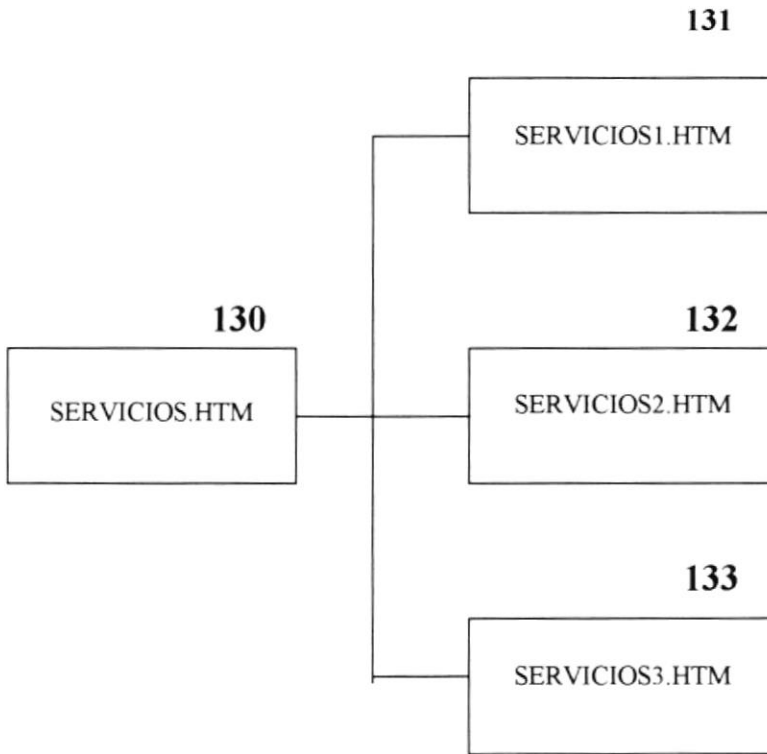 131
SERVICIOS1.HTM
130
SERVICIOS.HTM
132
SERVICIOS2.HTM
133
SERVICIOS3.HTM